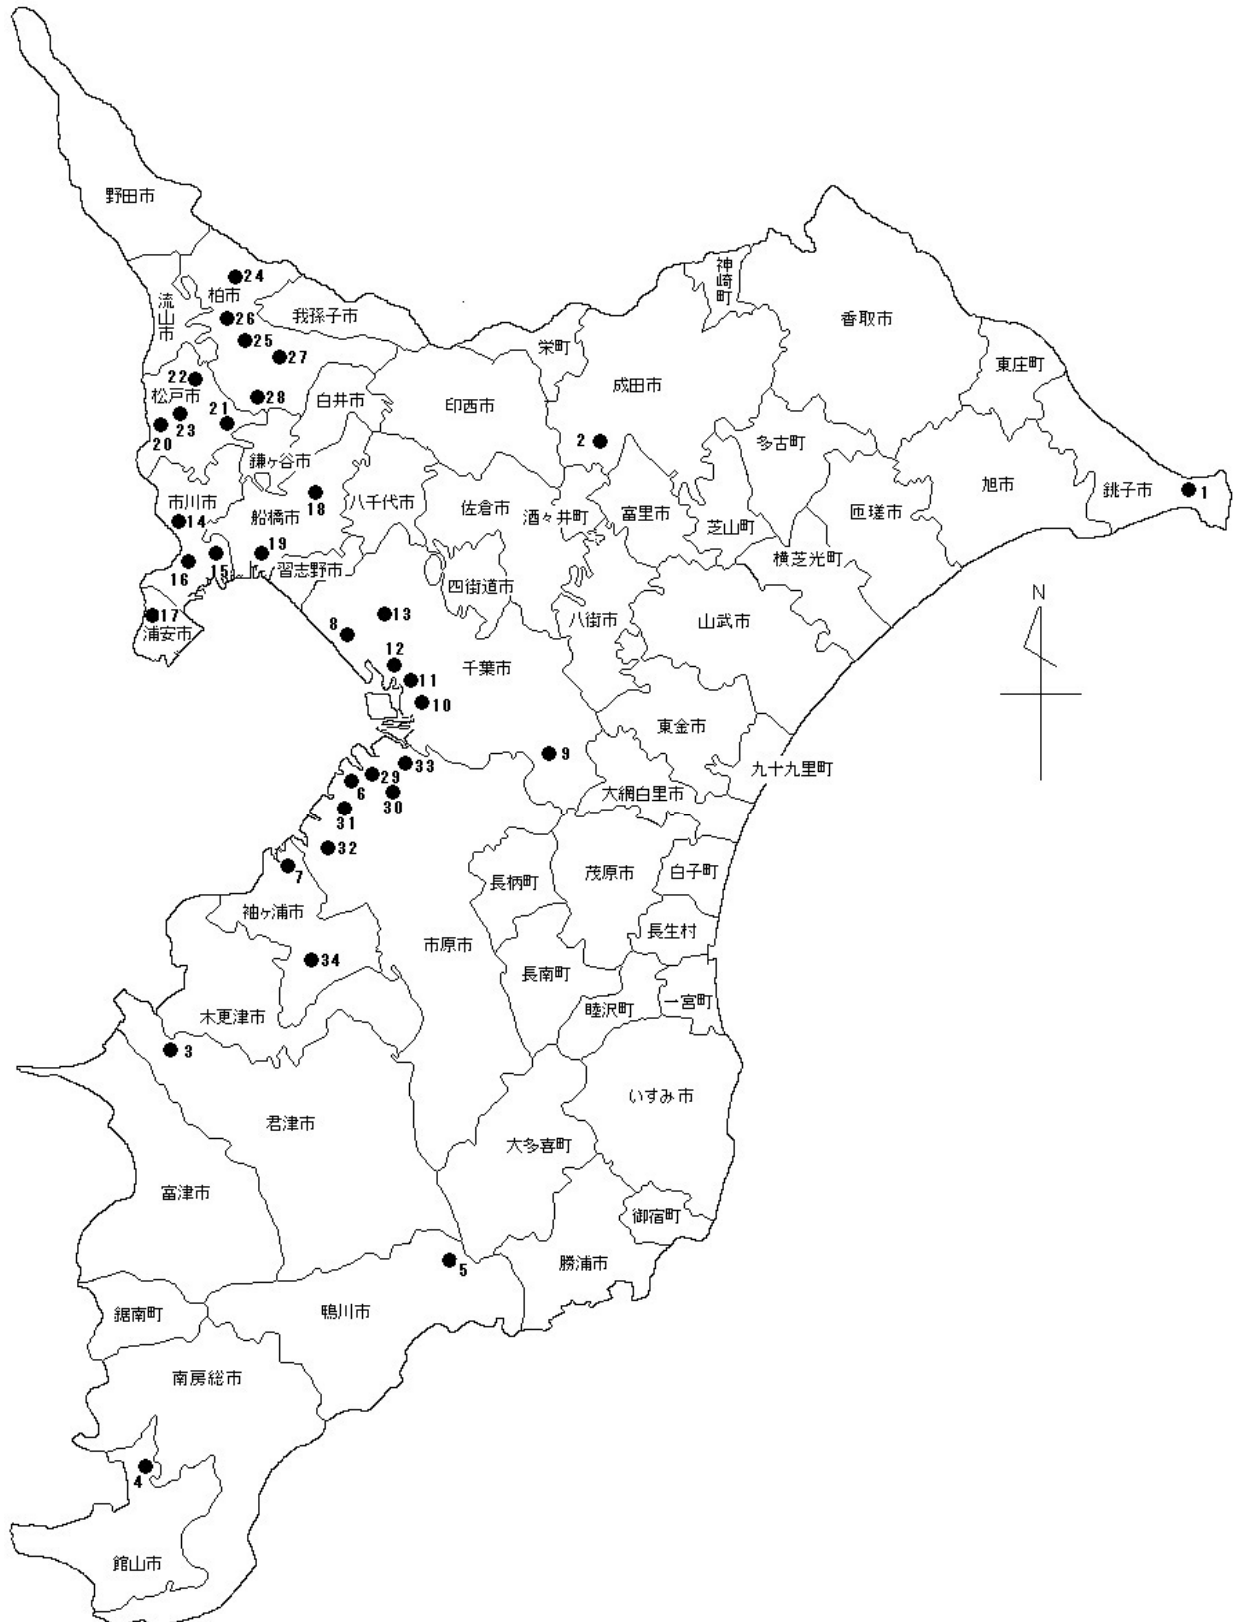 野田市
24
柏市
流山市
26
我孫子市
25
27
22
松戸市
28
21
23
20
白井市
印西市
栄町
成田市
神崎町
香取市
東庄町
2
多古町
鎌ヶ谷市
市川市
14
船橋市
18
八千代市
佐倉市
酒々井町
富里市
芝山町
匝瑳市
旭市
銚子市
1
19
15
16
習志野市
四街道市
横芝光町
17
浦安市
13
8
12
11
10
千葉市
八街市
山武市
N
東金市
9
九十九里町
大網白里市
33
29
6
30
31
32
7
長柄町
茂原市
白子町
袖ヶ浦市
長生村
市原市
34
長南町
睦沢町
一宮町
木更津市
3
いすみ市
君津市
大多喜町
富津市
御宿町
5
勝浦市
鋸南町
鴨川市
南房総市
4
館山市